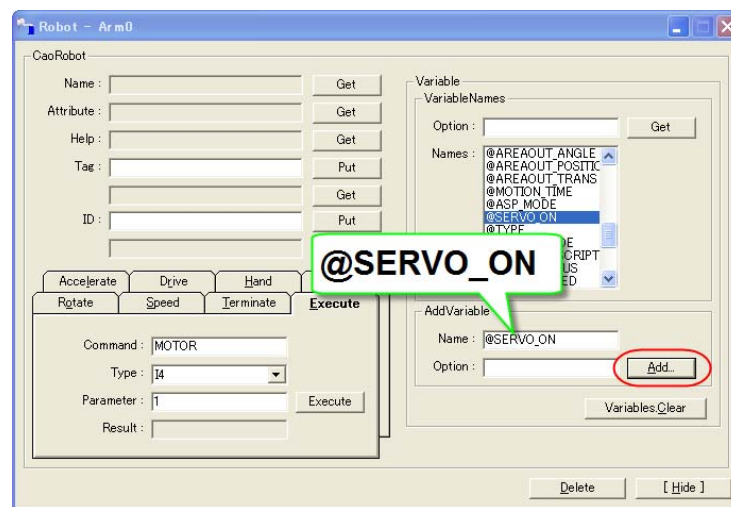 Robot - Arm0
CaoRobot
Name :
Get
Attribute :
Get
Help :
Get
Tag :
Put
Get
ID :
Put
Accelerate
Drive
Hand
Rotate
Speed
Terminate
Execute
Command :
MOTOR
Type :
I4
Parameter :
1
Execute
Result :
Variable
VariableNames
Option :
Get
Names :
@AREAOUT_ANGLE
@AREAOUT_POSITIO
@AREAOUT_TRANS
@MOTION_TIME
@ASP_MODE
@SERVO_ON
@TYPE
@SERVO_ON
AddVariable
Name :
@SERVO_ON
Option :
Add...
Variables.Clear
Delete
[ Hide ]